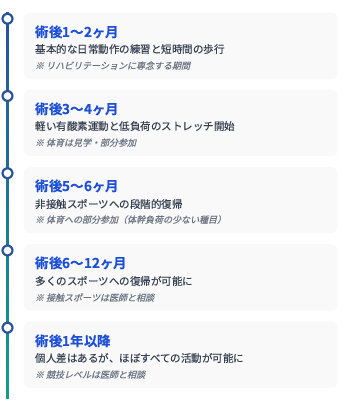 術後1〜2ヶ月
基本的な日常動作の練習と短時間の歩行
※ リハビリテーションに専念する期間
術後3〜4ヶ月
軽い有酸素運動と低負荷のストレッチ開始
※ 体育は見学・部分参加
術後5〜6ヶ月
非接触スポーツへの段階的復帰
※ 体育への部分参加（体幹負荷の少ない種目）
術後6〜12ヶ月
多くのスポーツへの復帰が可能に
※ 接触スポーツは医師と相談
術後1年以降
個人差はあるが、ほぼすべての活動が可能に
※ 競技レベルは医師と相談